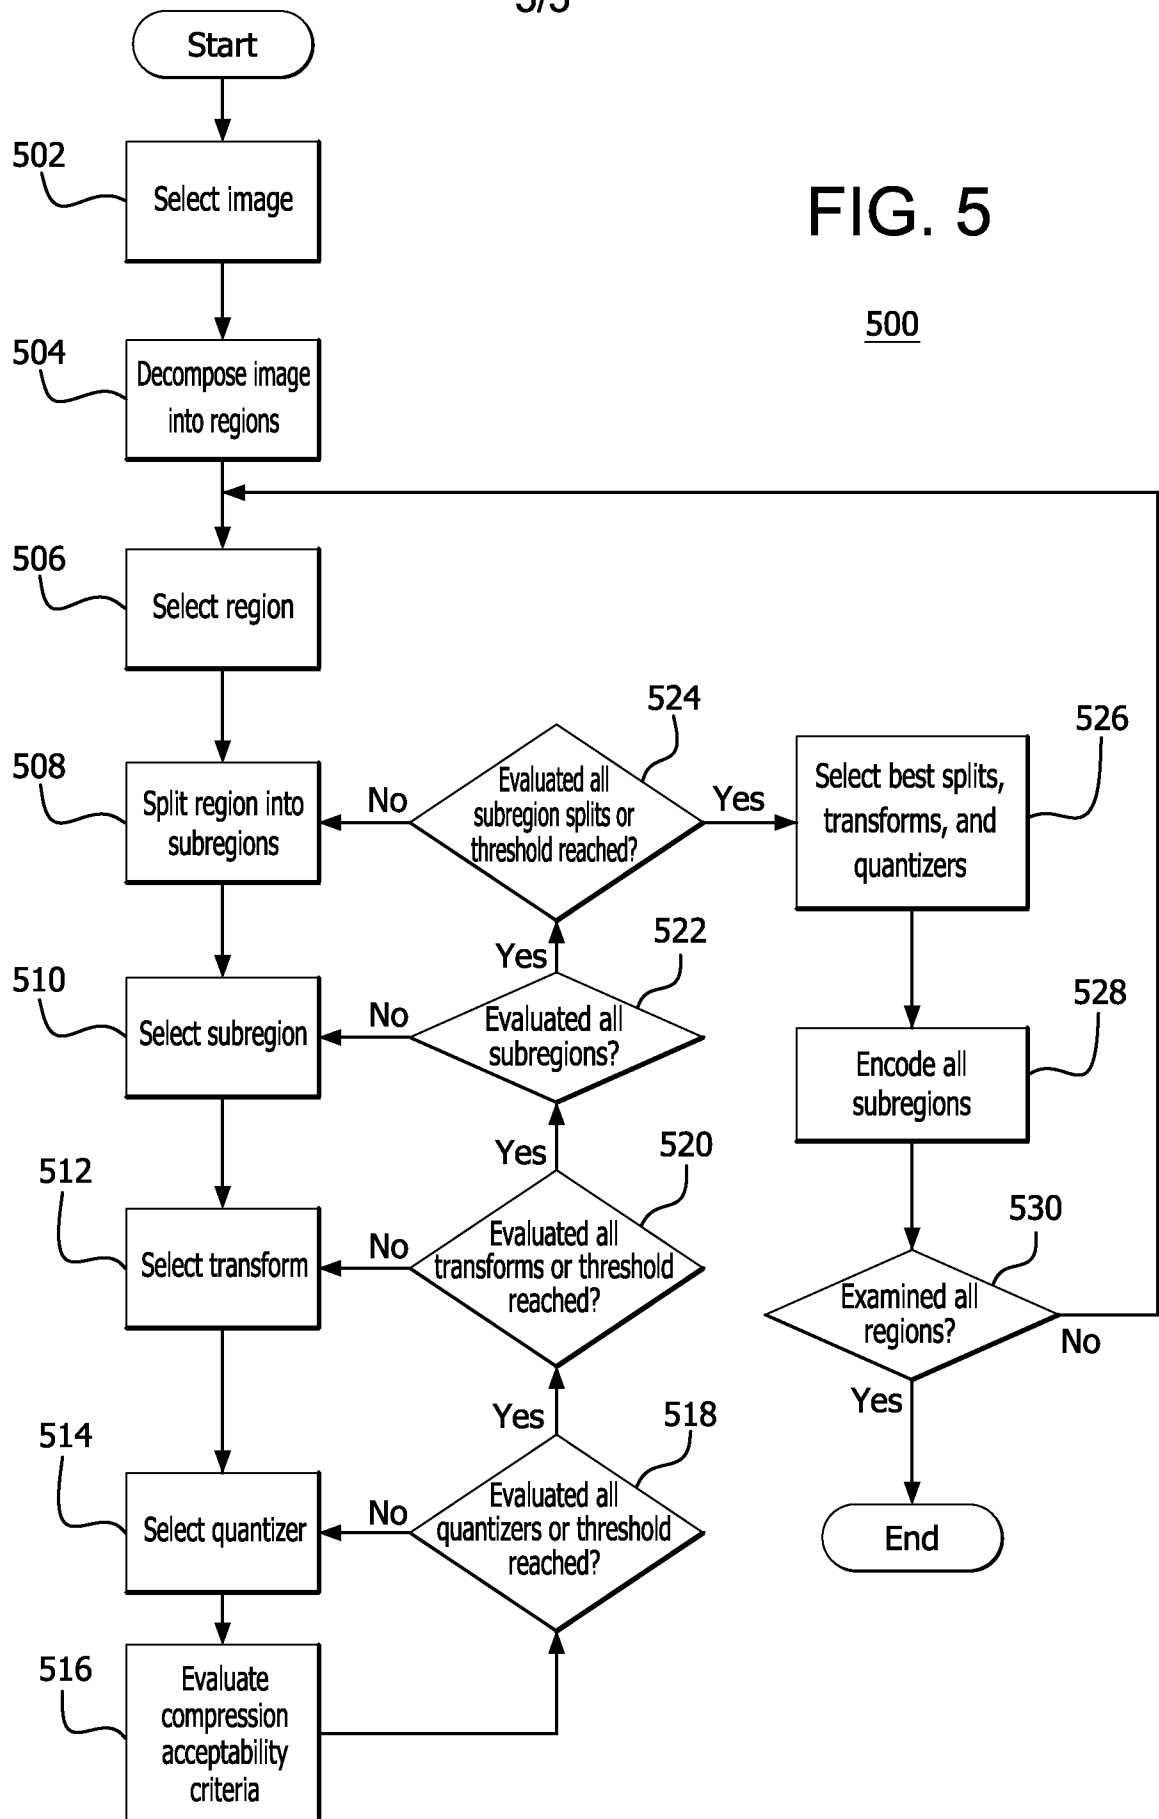 5/5
Start
502
Select image
FIG. 5
500
504
Decompose image
into regions
506
Select region
508
Split region into
subregions
No
524
Evaluated all
subregion splits or
threshold reached?
Yes
526
Select best splits,
transforms, and
quantizers
510
Select subregion
No
Yes
522
Evaluated all
subregions?
528
Encode all
subregions
512
Select transform
No
Yes
520
Evaluated all
transforms or threshold
reached?
530
Examined all
regions?
No
Yes
End
514
Select quantizer
No
Yes
518
Evaluated all
quantizers or threshold
reached?
516
Evaluate
compression
acceptability
criteria